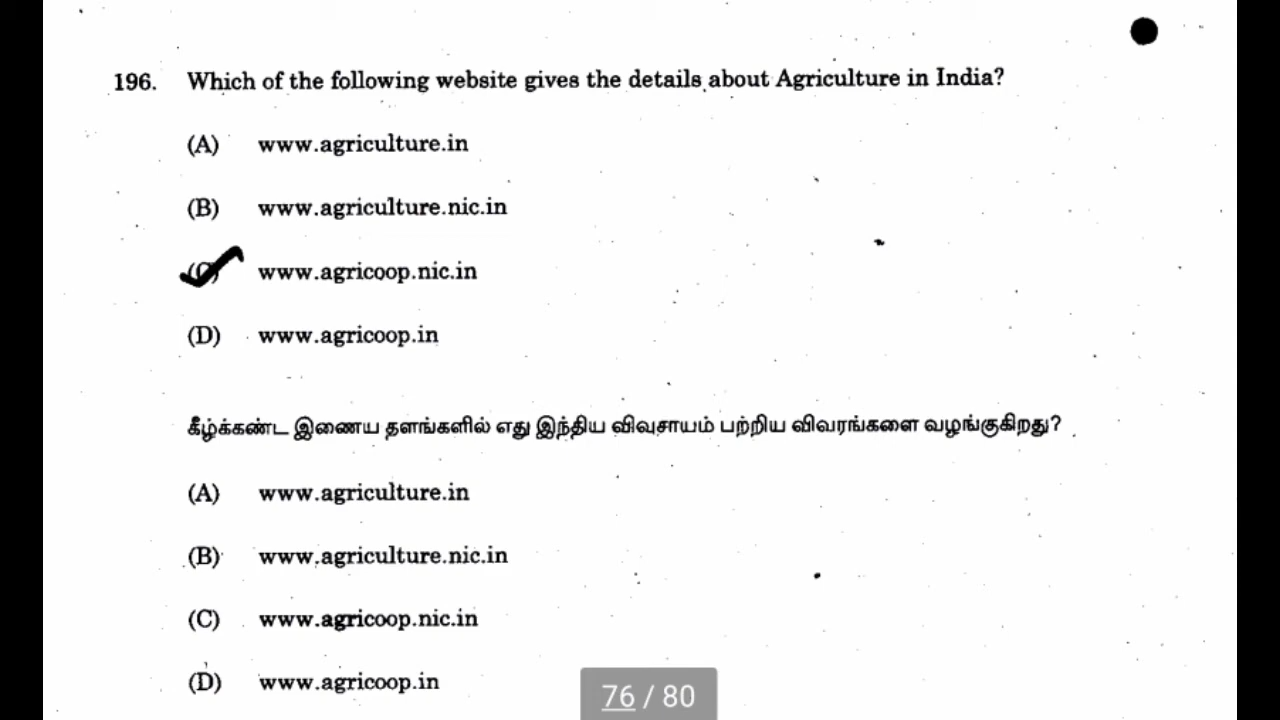 196. Which of the following website gives the details about Agriculture in India?
(A) www.agriculture.in
(B) www.agriculture.nic.in
(C) www.agricoop.nic.in
(D) www.agricoop.in
கீழ்க்கண்ட இணைய தளங்களில் எது இந்திய விவசாயம் பற்றிய விவரங்களை வழங்குகிறது?
(A) www.agriculture.in
(B) www.agriculture.nic.in
(C) www.agricoop.nic.in
(D) www.agricoop.in
76 / 80